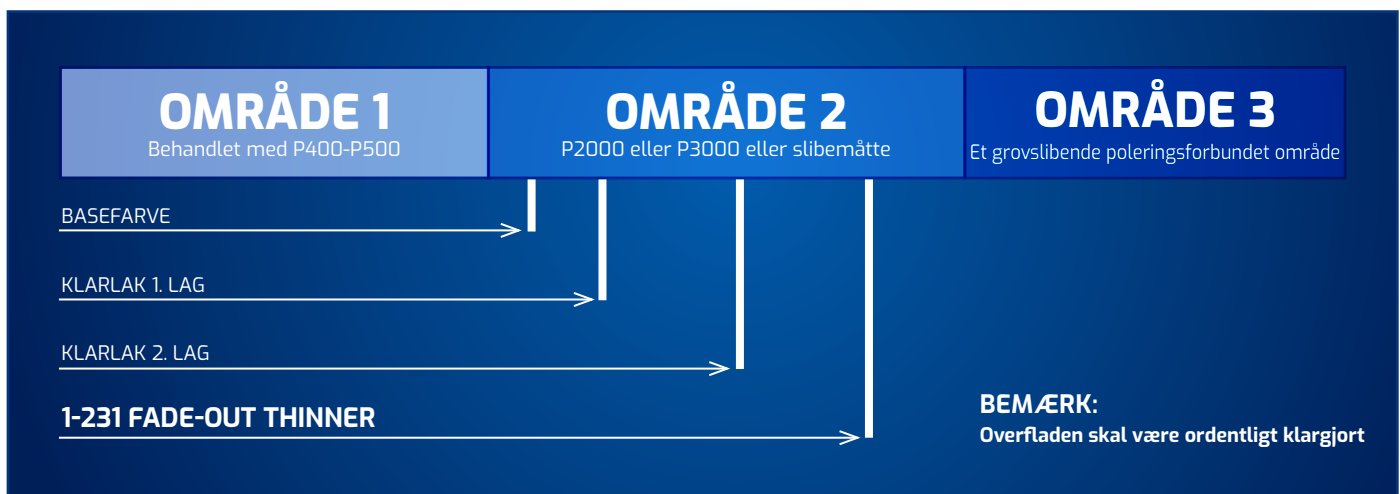 OMRÅDE 1
Behandlet med P400-P500
OMRÅDE 2
P2000 eller P3000 eller slibemåtte
OMRÅDE 3
Et grovslibende poleringsforbundet område
BASEFARVE
KLARLAK 1. LAG
KLARLAK 2. LAG
1-231 FADE-OUT THINNER
BEMÆRK:
Overfladen skal være ordentligt klargjort